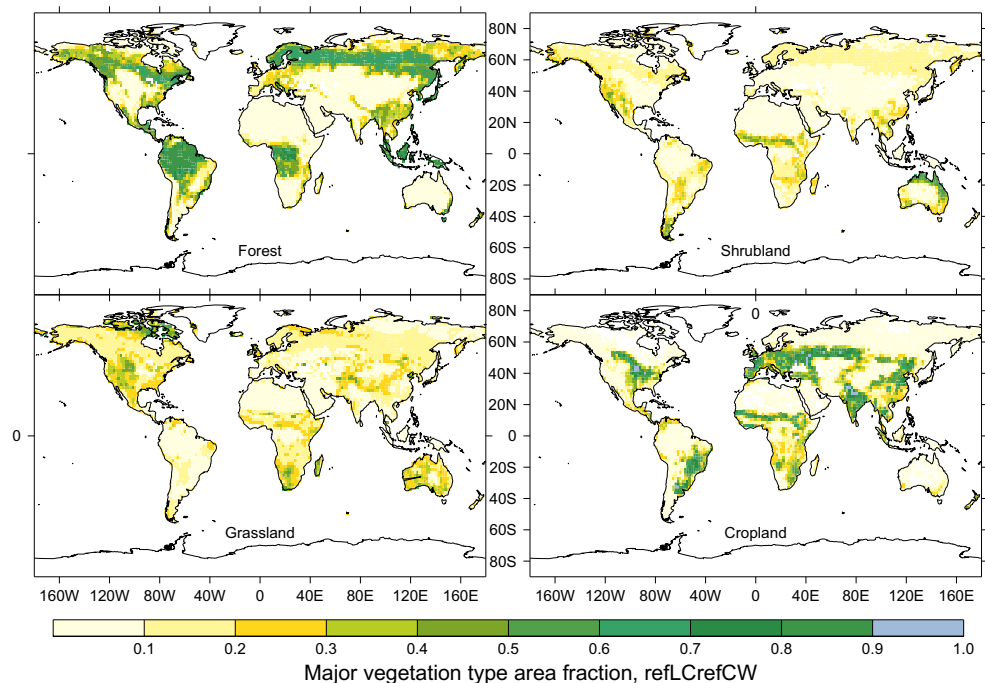 80N
60N
40N
20N
0
20S
40S
60S
80S
Forest
Shrubland
0
80N
60N
40N
20N
0
0
20S
40S
60S
80S
Grassland
Cropland
160W 120W 80W 40W 0 40E 80E 120E 160E
160W 120W 80W 40W 0 40E 80E 120E 160E
0.1 0.2 0.3 0.4 0.5 0.6 0.7 0.8 0.9 1.0
Major vegetation type area fraction, refLCrefCW